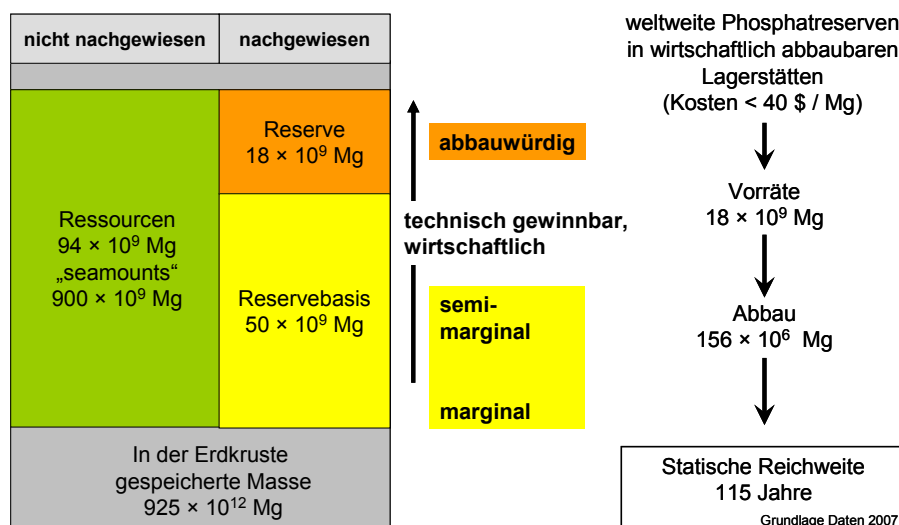 nicht nachgewiesen
nachgewiesen
Ressourcen
94 × 10⁹ Mg
„seamounts“
900 × 10⁹ Mg
Reserve
18 × 10⁹ Mg
Reservebasis
50 × 10⁹ Mg
In der Erdkruste
gespeicherte Masse
925 × 10¹² Mg
abbauwürdig
technisch gewinnbar,
wirtschaftlich
semi-
marginal
marginal
weltweite Phosphatreserven
in wirtschaftlich abbaubaren
Lagerstätten
(Kosten < 40 $ / Mg)
Vorräte
18 × 10⁹ Mg
Abbau
156 × 10⁶ Mg
Statische Reichweite
115 Jahre
Grundlage Daten 2007